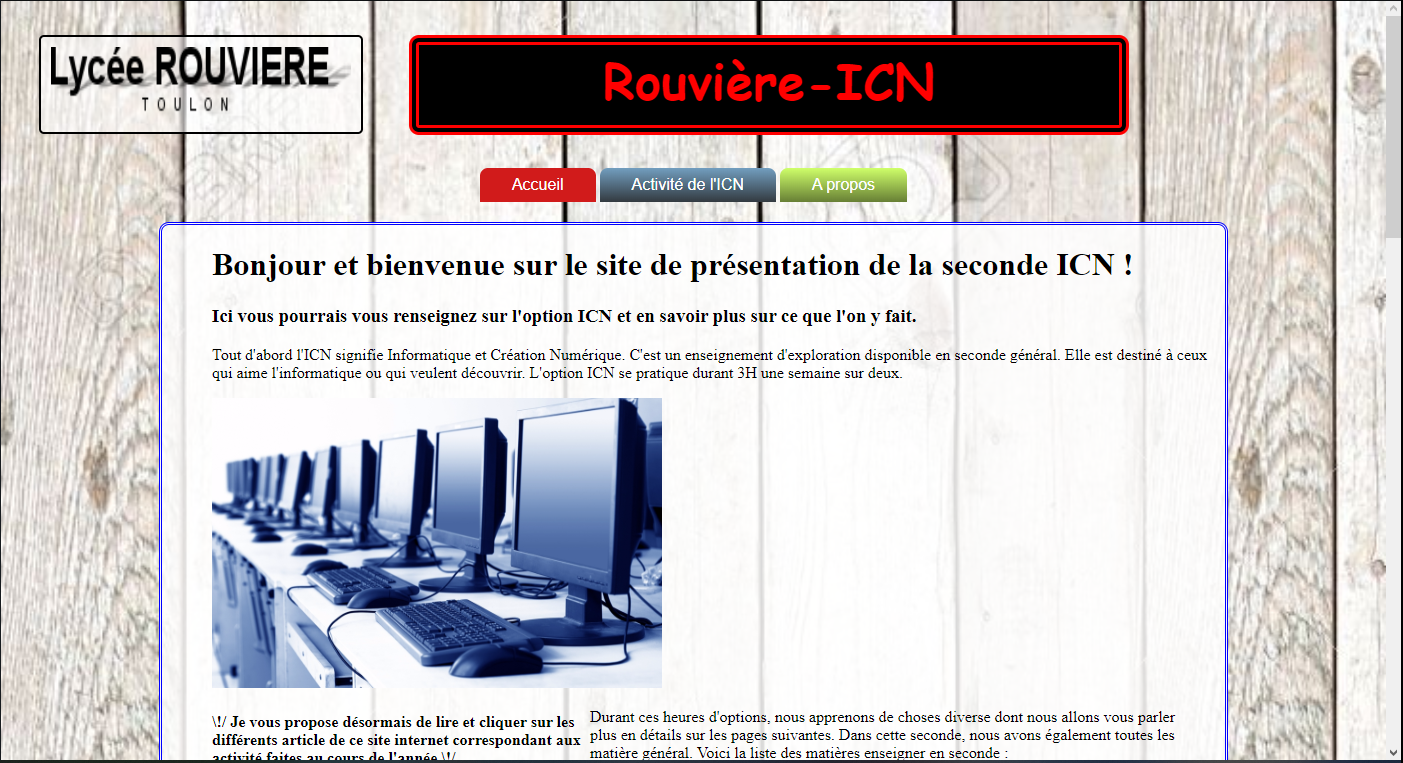 Lycée ROUVIERE
TOULON
Rouvière-ICN
Accueil
Activité de l'ICN
A propos
Bonjour et bienvenue sur le site de présentation de la seconde ICN !
Ici vous pourrais vous renseignez sur l'option ICN et en savoir plus sur ce que l'on y fait.
Tout d'abord l'ICN signifie Informatique et Création Numérique. C'est un enseignement d'exploration disponible en seconde général. Elle est destiné à ceux
qui aime l'informatique ou qui veulent découvrir. L'option ICN se pratique durant 3H une semaine sur deux.
\!/ Je vous propose désormais de lire et cliquer sur les
différents article de ce site internet correspondant aux
activité faites au cours de l'année \!/
Durant ces heures d'options, nous apprenons de choses diverse dont nous allons vous parler
plus en détails sur les pages suivantes. Dans cette seconde, nous avons également toutes les
matière général. Voici la liste des matières enseigner en seconde :